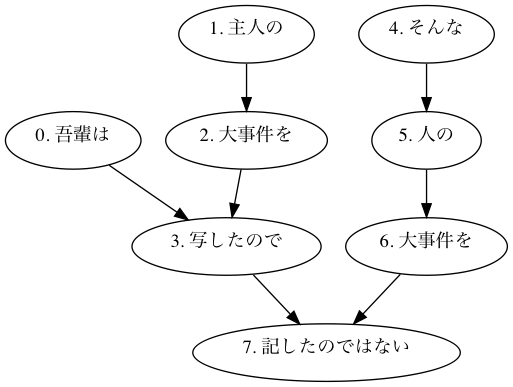 1. 主人の
4. そんな
0. 吾輩は
2. 大事件を
5. 人の
3. 写したので
6. 大事件を
7. 記したのではない